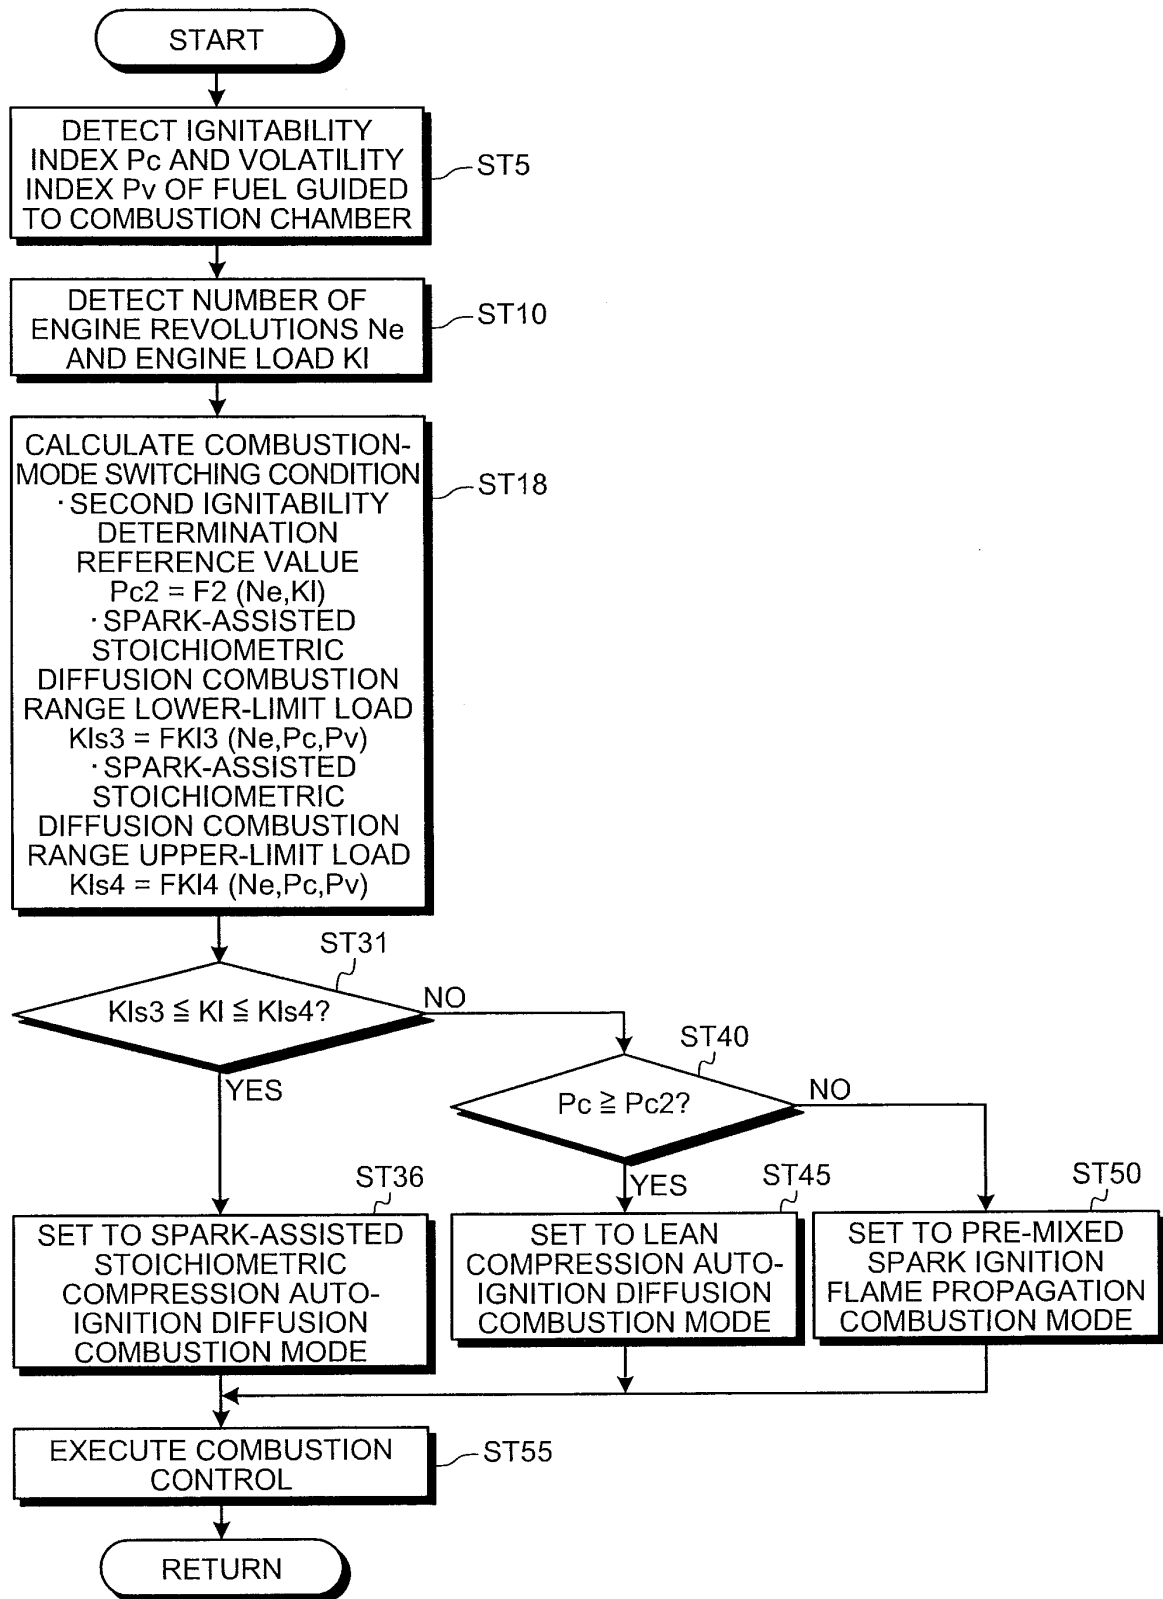 START
DETECT IGNITABILITY
INDEX Pc AND VOLATILITY
INDEX Pv OF FUEL GUIDED
TO COMBUSTION CHAMBER
ST5
DETECT NUMBER OF
ENGINE REVOLUTIONS Ne
AND ENGINE LOAD Kl
ST10
CALCULATE COMBUSTION-
MODE SWITCHING CONDITION
・SECOND IGNITABILITY
DETERMINATION
REFERENCE VALUE
Pc2 = F2 (Ne,Kl)
・SPARK-ASSISTED
STOICHIOMETRIC
DIFFUSION COMBUSTION
RANGE LOWER-LIMIT LOAD
Kls3 = FKl3 (Ne,Pc,Pv)
・SPARK-ASSISTED
STOICHIOMETRIC
DIFFUSION COMBUSTION
RANGE UPPER-LIMIT LOAD
Kls4 = FKl4 (Ne,Pc,Pv)
ST18
ST31
Kls3 ≦ Kl ≦ Kls4?
NO
YES
ST40
Pc ≧ Pc2?
NO
YES
ST36
SET TO SPARK-ASSISTED
STOICHIOMETRIC
COMPRESSION AUTO-
IGNITION DIFFUSION
COMBUSTION MODE
ST45
SET TO LEAN
COMPRESSION AUTO-
IGNITION DIFFUSION
COMBUSTION MODE
ST50
SET TO PRE-MIXED
SPARK IGNITION
FLAME PROPAGATION
COMBUSTION MODE
EXECUTE COMBUSTION
CONTROL
ST55
RETURN